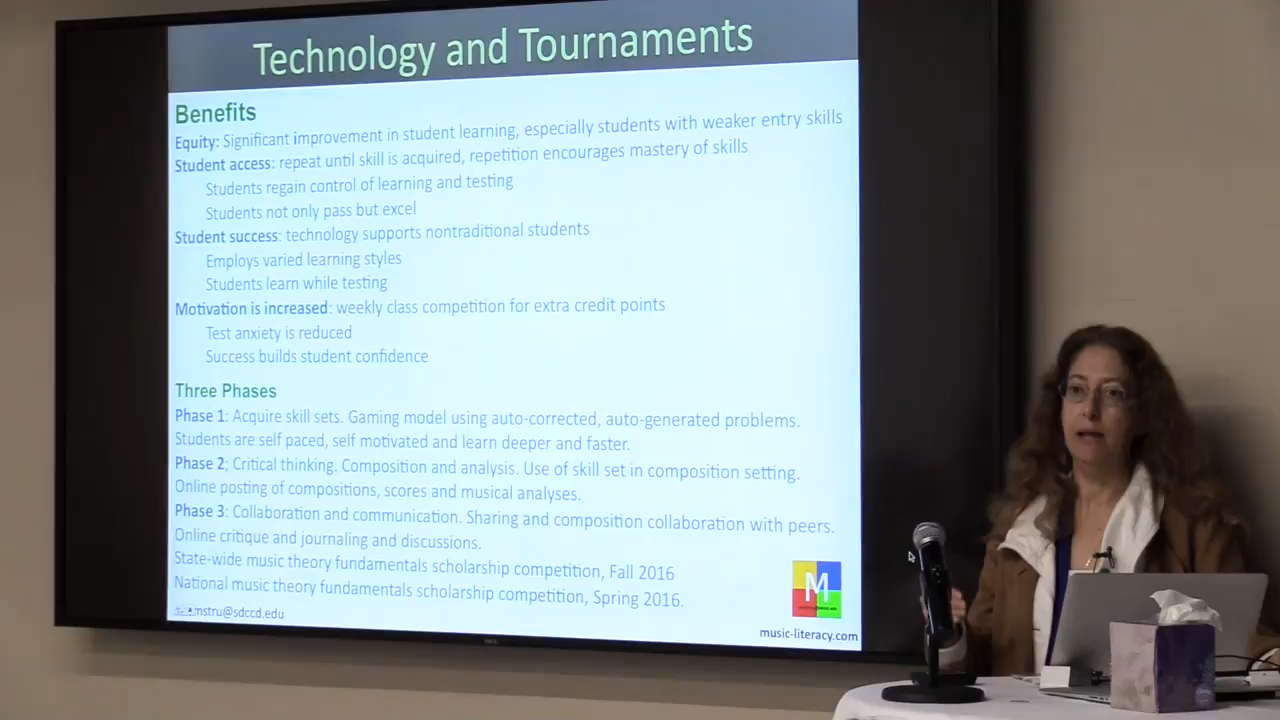 Technology and Tournaments
Benefits
Equity: Significant improvement in student learning, especially students with weaker entry skills
Student access: repeat until skill is acquired, repetition encourages mastery of skills
Students regain control of learning and testing
Students not only pass but excel
Student success: technology supports nontraditional students
Employs varied learning styles
Students learn while testing
Motivation is increased: weekly class competition for extra credit points
Test anxiety is reduced
Success builds student confidence
Three Phases
Phase 1: Acquire skill sets. Gaming model using auto-corrected, auto-generated problems.
Students are self paced, self motivated and learn deeper and faster.
Phase 2; Critical thinking. Composition and analysis. Use of skill set in composition setting.
Online posting of compositions, scores and musical analyses.
Phase 3: Collaboration and communication. Sharing and composition collaboration with peers.
Online critique and journaling and discussions.
State-wide music theory fundamentals scholarship competition, Fall 2016
National music theory fundamentals scholarship competition, Spring 2016.
M
music-literacy.com